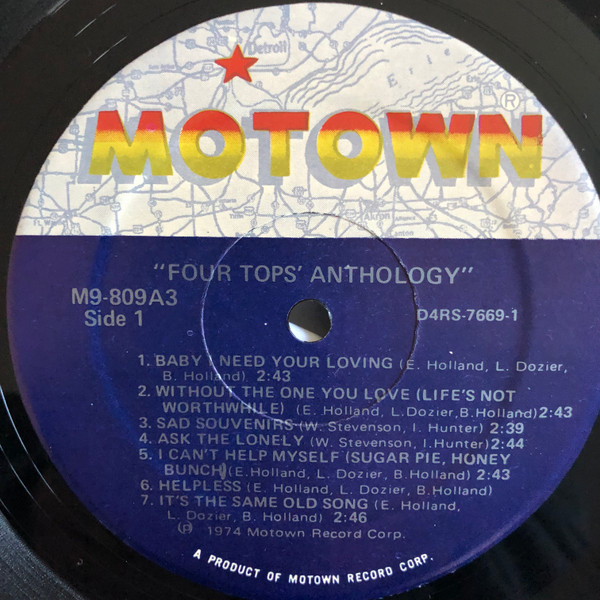 Detroit
Erie
MOTOWN®
Akron
Canton
"FOUR TOPS' ANTHOLOGY"
M9-809A3
Side 1
D4RS-7669-1
1. BABY I NEED YOUR LOVING (E. Holland, L. Dozier,
B. Holland) 2:43
2. WITHOUT THE ONE YOU LOVE (LIFE'S NOT
WORTHWHILE) (E. Holland, L.Dozier,B.Holland)2:43
3. SAD SOUVENIRS (W. Stevenson, I. Hunter) 2:39
4. ASK THE LONELY (W. Stevenson, I.Hunter)2:44
5. I CAN'T HELP MYSELF (SUGAR PIE, HONEY
BUNCH)(E.Holland, L. Dozier, B.Holland) 2:43
6. HELPLESS (E. Holland, L. Dozier, B.Holland)
7. IT'S THE SAME OLD SONG (E. Holland,
L. Dozier, B. Holland) 2:46
℗ 1974 Motown Record Corp.
A PRODUCT OF MOTOWN RECORD CORP.